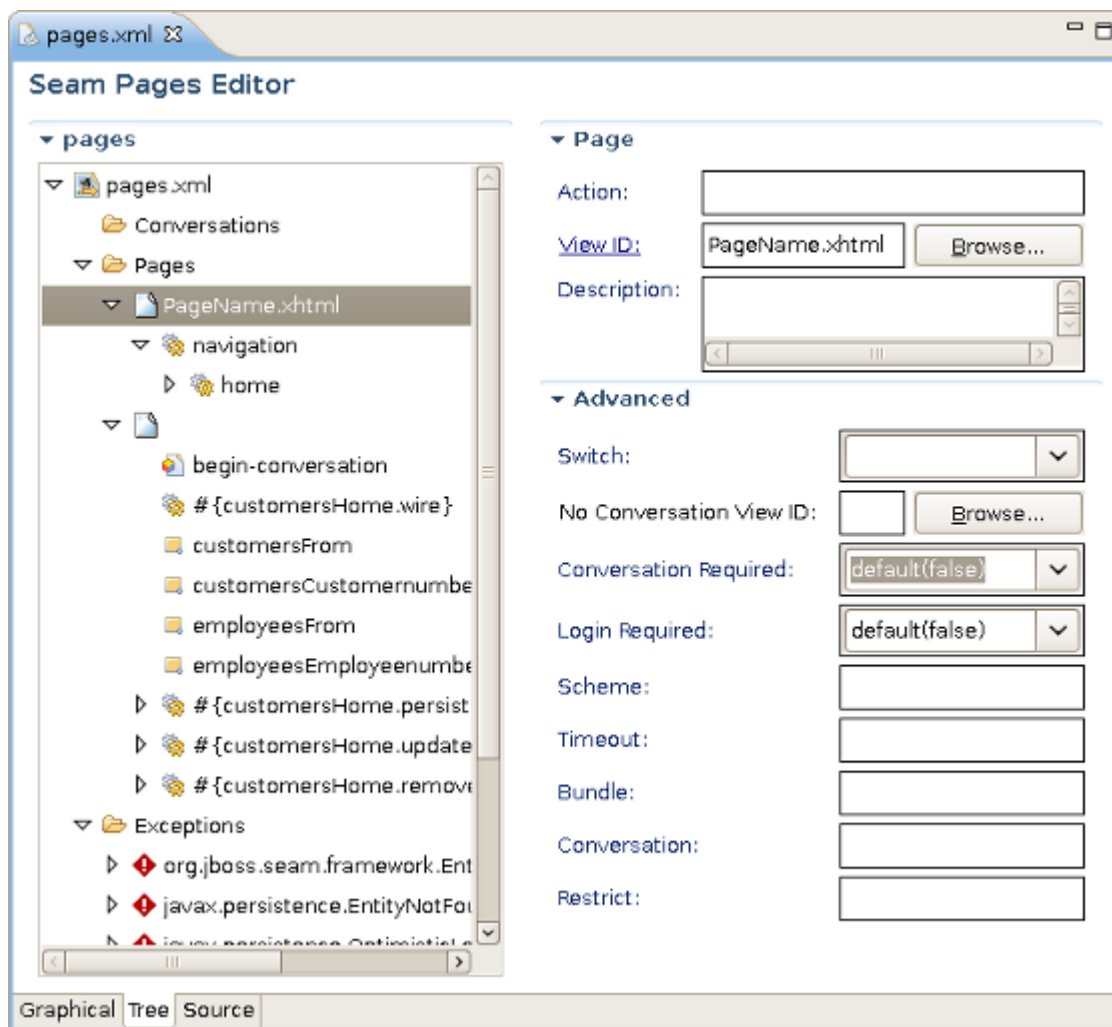 pages.xml
Seam Pages Editor
pages
pages.xml
Conversations
Pages
PageName.xhtml
navigation
home
begin-conversation
#{customersHome.wire}
customersFrom
customersCustomernumbe
employeesFrom
employeesEmployeenumbe
#{customersHome.persist
#{customersHome.update
#{customersHome.remove
Exceptions
org.jboss.seam.framework.Ent
javax.persistence.EntityNotFou
javax.persistence.OptimisticLo
Page
Action:
View ID: PageName.xhtml Browse...
Description:
Advanced
Switch:
No Conversation View ID: Browse...
Conversation Required: default(false)
Login Required: default(false)
Scheme:
Timeout:
Bundle:
Conversation:
Restrict:
Graphical Tree Source